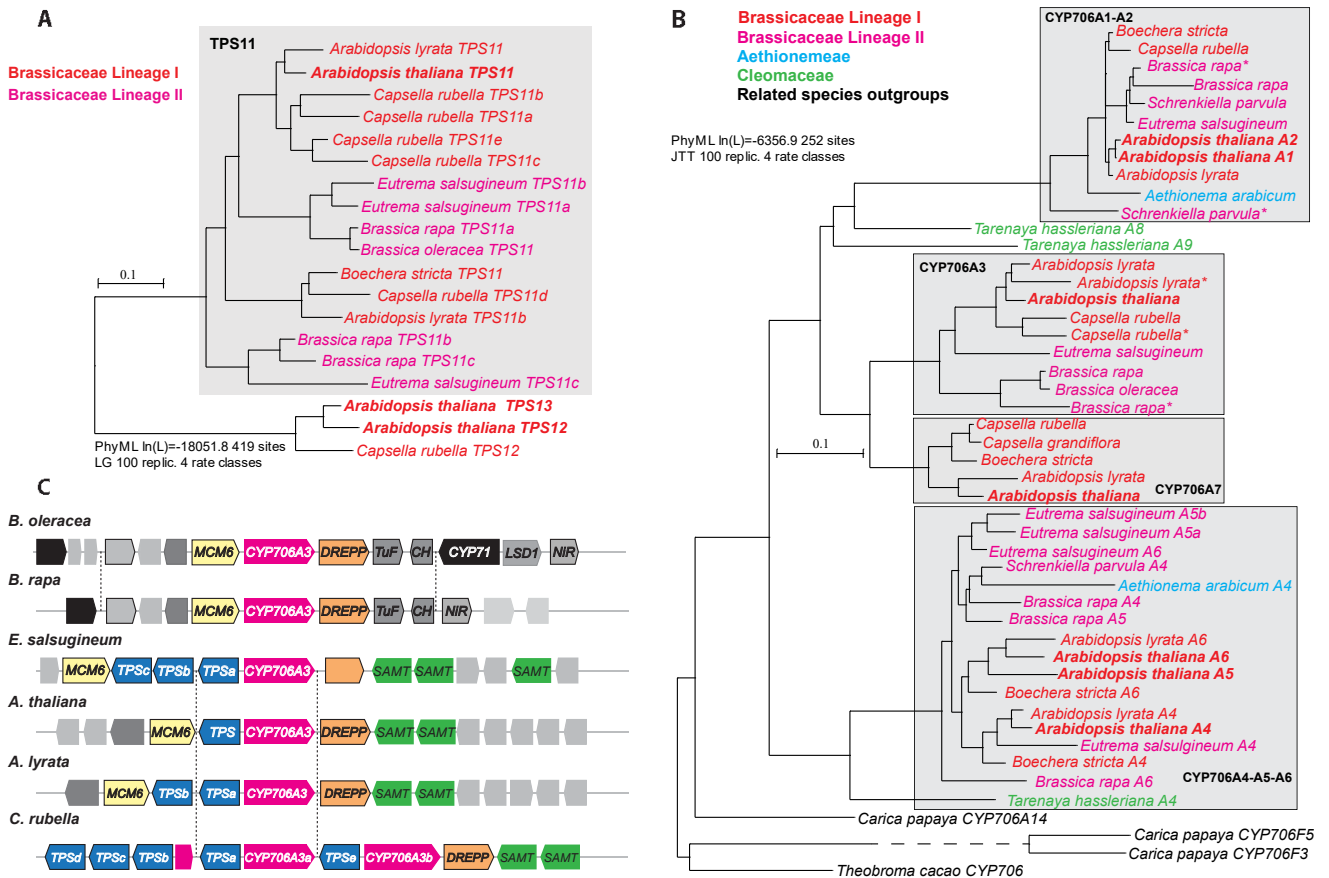 A
TPS11
Brassicaceae Lineage I
Brassicaceae Lineage II
Arabidopsis lyrata TPS11
Arabidopsis thaliana TPS11
Capsella rubella TPS11b
Capsella rubella TPS11a
Capsella rubella TPS11e
Capsella rubella TPS11c
Eutrema salsugineum TPS11b
Eutrema salsugineum TPS11a
Brassica rapa TPS11a
Brassica oleracea TPS11
Boechera stricta TPS11
Capsella rubella TPS11d
Arabidopsis lyrata TPS11b
Brassica rapa TPS11b
Brassica rapa TPS11c
Eutrema salsugineum TPS11c
Arabidopsis thaliana TPS13
Arabidopsis thaliana TPS12
Capsella rubella TPS12
0.1
PhyML ln(L)=-18051.8 419 sites
LG 100 replic. 4 rate classes
B
Brassicaceae Lineage I
Brassicaceae Lineage II
Aethionemeae
Cleomaceae
Related species outgroups
PhyML ln(L)=-6356.9 252 sites
JTT 100 replic. 4 rate classes
CYP706A1-A2
Boechera stricta
Capsella rubella
Brassica rapa*
Brassica rapa
Schrenkiella parvula
Eutrema salsugineum
Arabidopsis thaliana A2
Arabidopsis thaliana A1
Arabidopsis lyrata
Aethionema arabicum
Schrenkiella parvula*
Tarenaya hassleriana A8
Tarenaya hassleriana A9
CYP706A3
Arabidopsis lyrata
Arabidopsis lyrata*
Arabidopsis thaliana
Capsella rubella
Capsella rubella*
Eutrema salsugineum
Brassica rapa
Brassica oleracea
Brassica rapa*
0.1
Capsella rubella
Capsella grandiflora
Boechera stricta
Arabidopsis lyrata
Arabidopsis thaliana
CYP706A7
Eutrema salsugineum A5b
Eutrema salsugineum A5a
Eutrema salsugineum A6
Schrenkiella parvula A4
Aethionema arabicum A4
Brassica rapa A4
Brassica rapa A5
Arabidopsis lyrata A6
Arabidopsis thaliana A6
Arabidopsis thaliana A5
Boechera stricta A6
Arabidopsis lyrata A4
Arabidopsis thaliana A4
Eutrema salsulgineum A4
Boechera stricta A4
Brassica rapa A6
CYP706A4-A5-A6
Tarenaya hassleriana A4
Carica papaya CYP706A14
Carica papaya CYP706F5
Carica papaya CYP706F3
Theobroma cacao CYP706
C
B. oleracea
MCM6 CYP706A3 DREPP TuF CH CYP71 LSD1 NIR
B. rapa
MCM6 CYP706A3 DREPP TuF CH NIR
E. salsugineum
MCM6 TPSc TPSb TPSa CYP706A3 SAMT SAMT SAMT
A. thaliana
MCM6 TPS CYP706A3 DREPP SAMT SAMT
A. lyrata
MCM6 TPSb TPSa CYP706A3 DREPP SAMT SAMT
C. rubella
TPSd TPSc TPSb TPSa CYP706A3a TPSe CYP706A3b DREPP SAMT SAMT